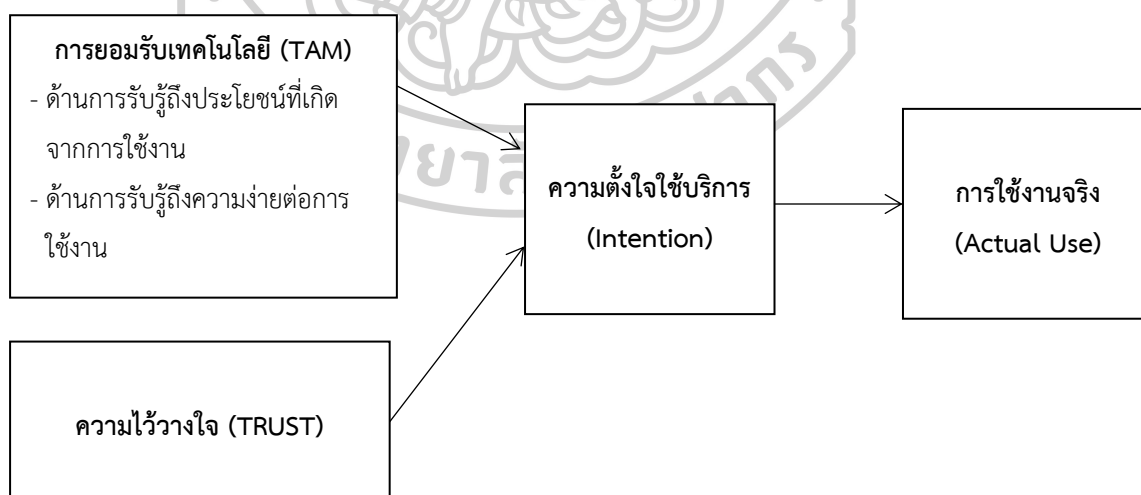 การยอมรับเทคโนโลยี (TAM)
- ด้านการรับรู้ถึงประโยชน์ที่เกิด
จากการใช้งาน
- ด้านการรับรู้ถึงความง่ายต่อการ
ใช้งาน
ความตั้งใจใช้บริการ
(Intention)
การใช้งานจริง
(Actual Use)
ความไว้วางใจ (TRUST)